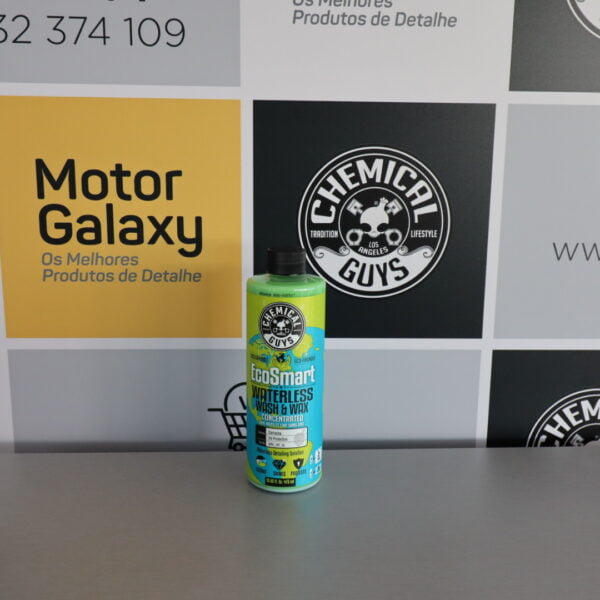 32 374 109
Os Melhores
Produtos de Detalhe
Motor
Galaxy
Os Melhores
Produtos de Detalhe
CHEMICAL
TRADITION
LIFESTYLE
LOS
ANGELES
GUYS
www
CHEMICAL
GUYS
EcoSmart
WATERLESS
WASH & WAX
CONCENTRATED
CHEMICAL